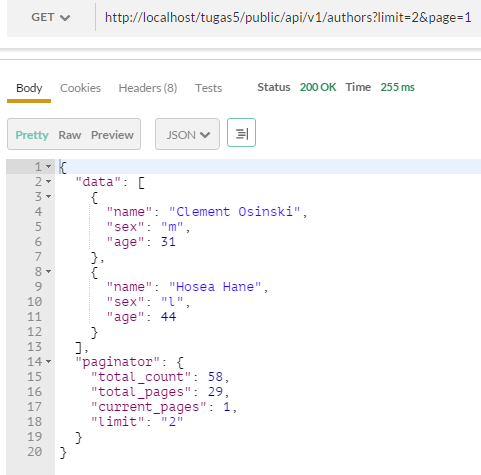 GET http://localhost/tugas5/public/api/v1/authors?limit=2&page=1
Body Cookies Headers (8) Tests Status 200 OK Time 255 ms
Pretty Raw Preview JSON
1 {
2 "data": [
3 {
4 "name": "Clement Osinski",
5 "sex": "m",
6 "age": 31
7 },
8 {
9 "name": "Hosea Hane",
10 "sex": "l",
11 "age": 44
12 }
13 ],
14 "paginator": {
15 "total_count": 58,
16 "total_pages": 29,
17 "current_pages": 1,
18 "limit": "2"
19 }
20 }